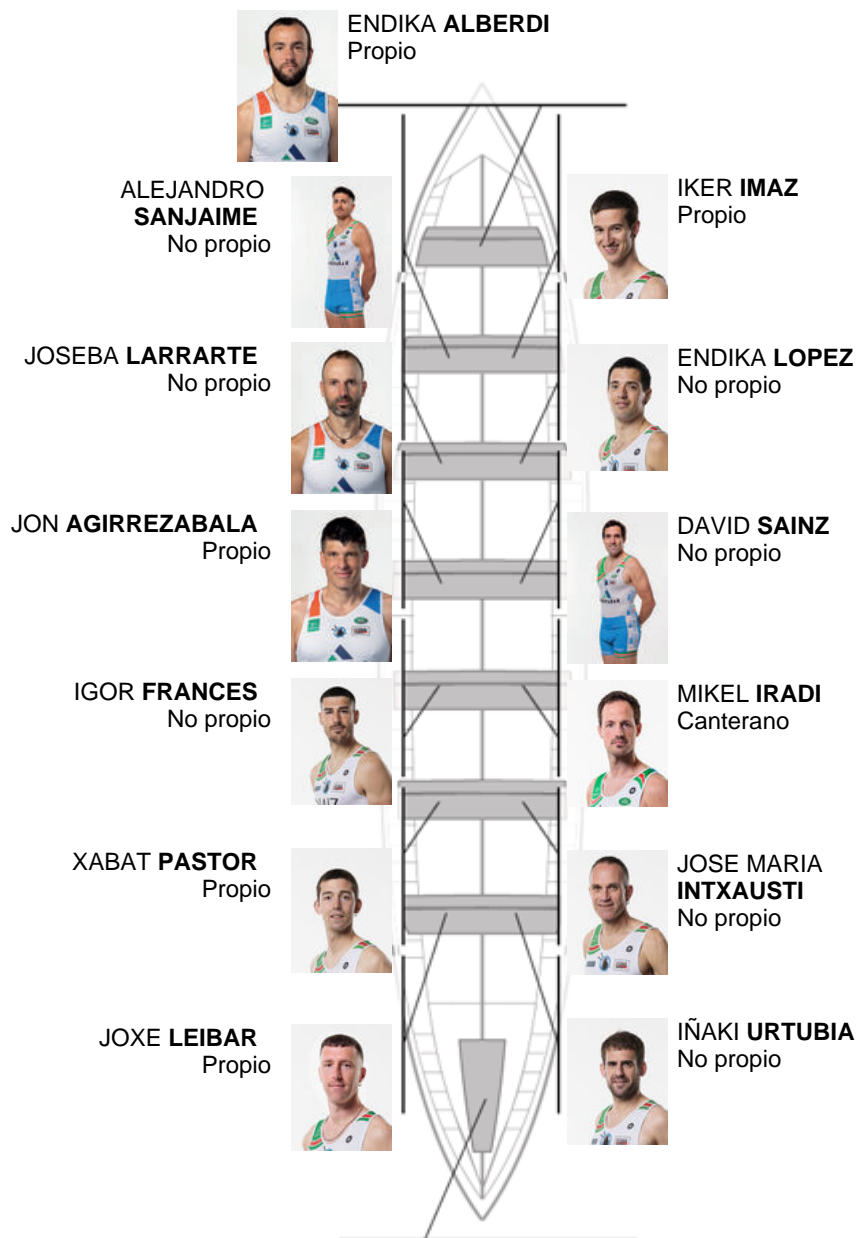 ENDIKA ALBERDI
Propio
ALEJANDRO
SANJAIME
No propio
IKER IMAZ
Propio
JOSEBA LARRARTE
No propio
ENDIKA LOPEZ
No propio
JON AGIRREZABALA
Propio
DAVID SAINZ
No propio
IGOR FRANCES
No propio
MIKEL IRADI
Canterano
XABAT PASTOR
Propio
JOSE MARIA
INTXAUSTI
No propio
JOXE LEIBAR
Propio
IÑAKI URTUBIA
No propio